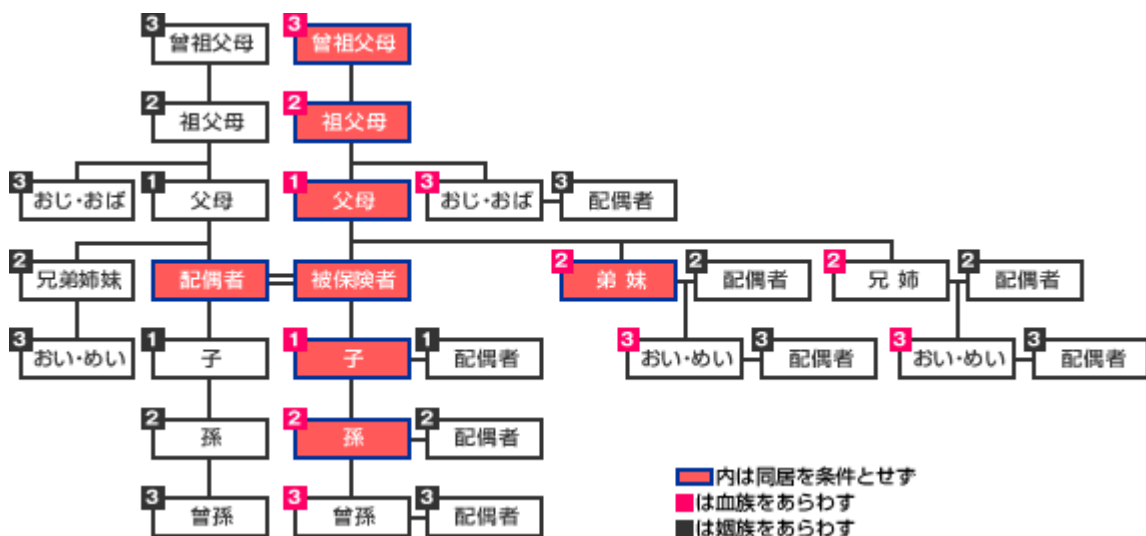 3 曾祖父母 3 曾祖父母
2 祖父母 2 祖父母
3 おじ・おば 1 父母 1 父母 3 おじ・おば 3 配偶者
2 兄弟姉妹 配偶者 被保険者 2 弟妹 2 配偶者 2 兄姉 2 配偶者
3 おい・めい 1 子 1 子 1 配偶者 3 おい・めい 3 配偶者 3 おい・めい 3 配偶者
2 孫 2 孫 2 配偶者
3 曾孫 3 曾孫 3 配偶者
内は同居を条件とせず
は血族をあらわす
は姻族をあらわす